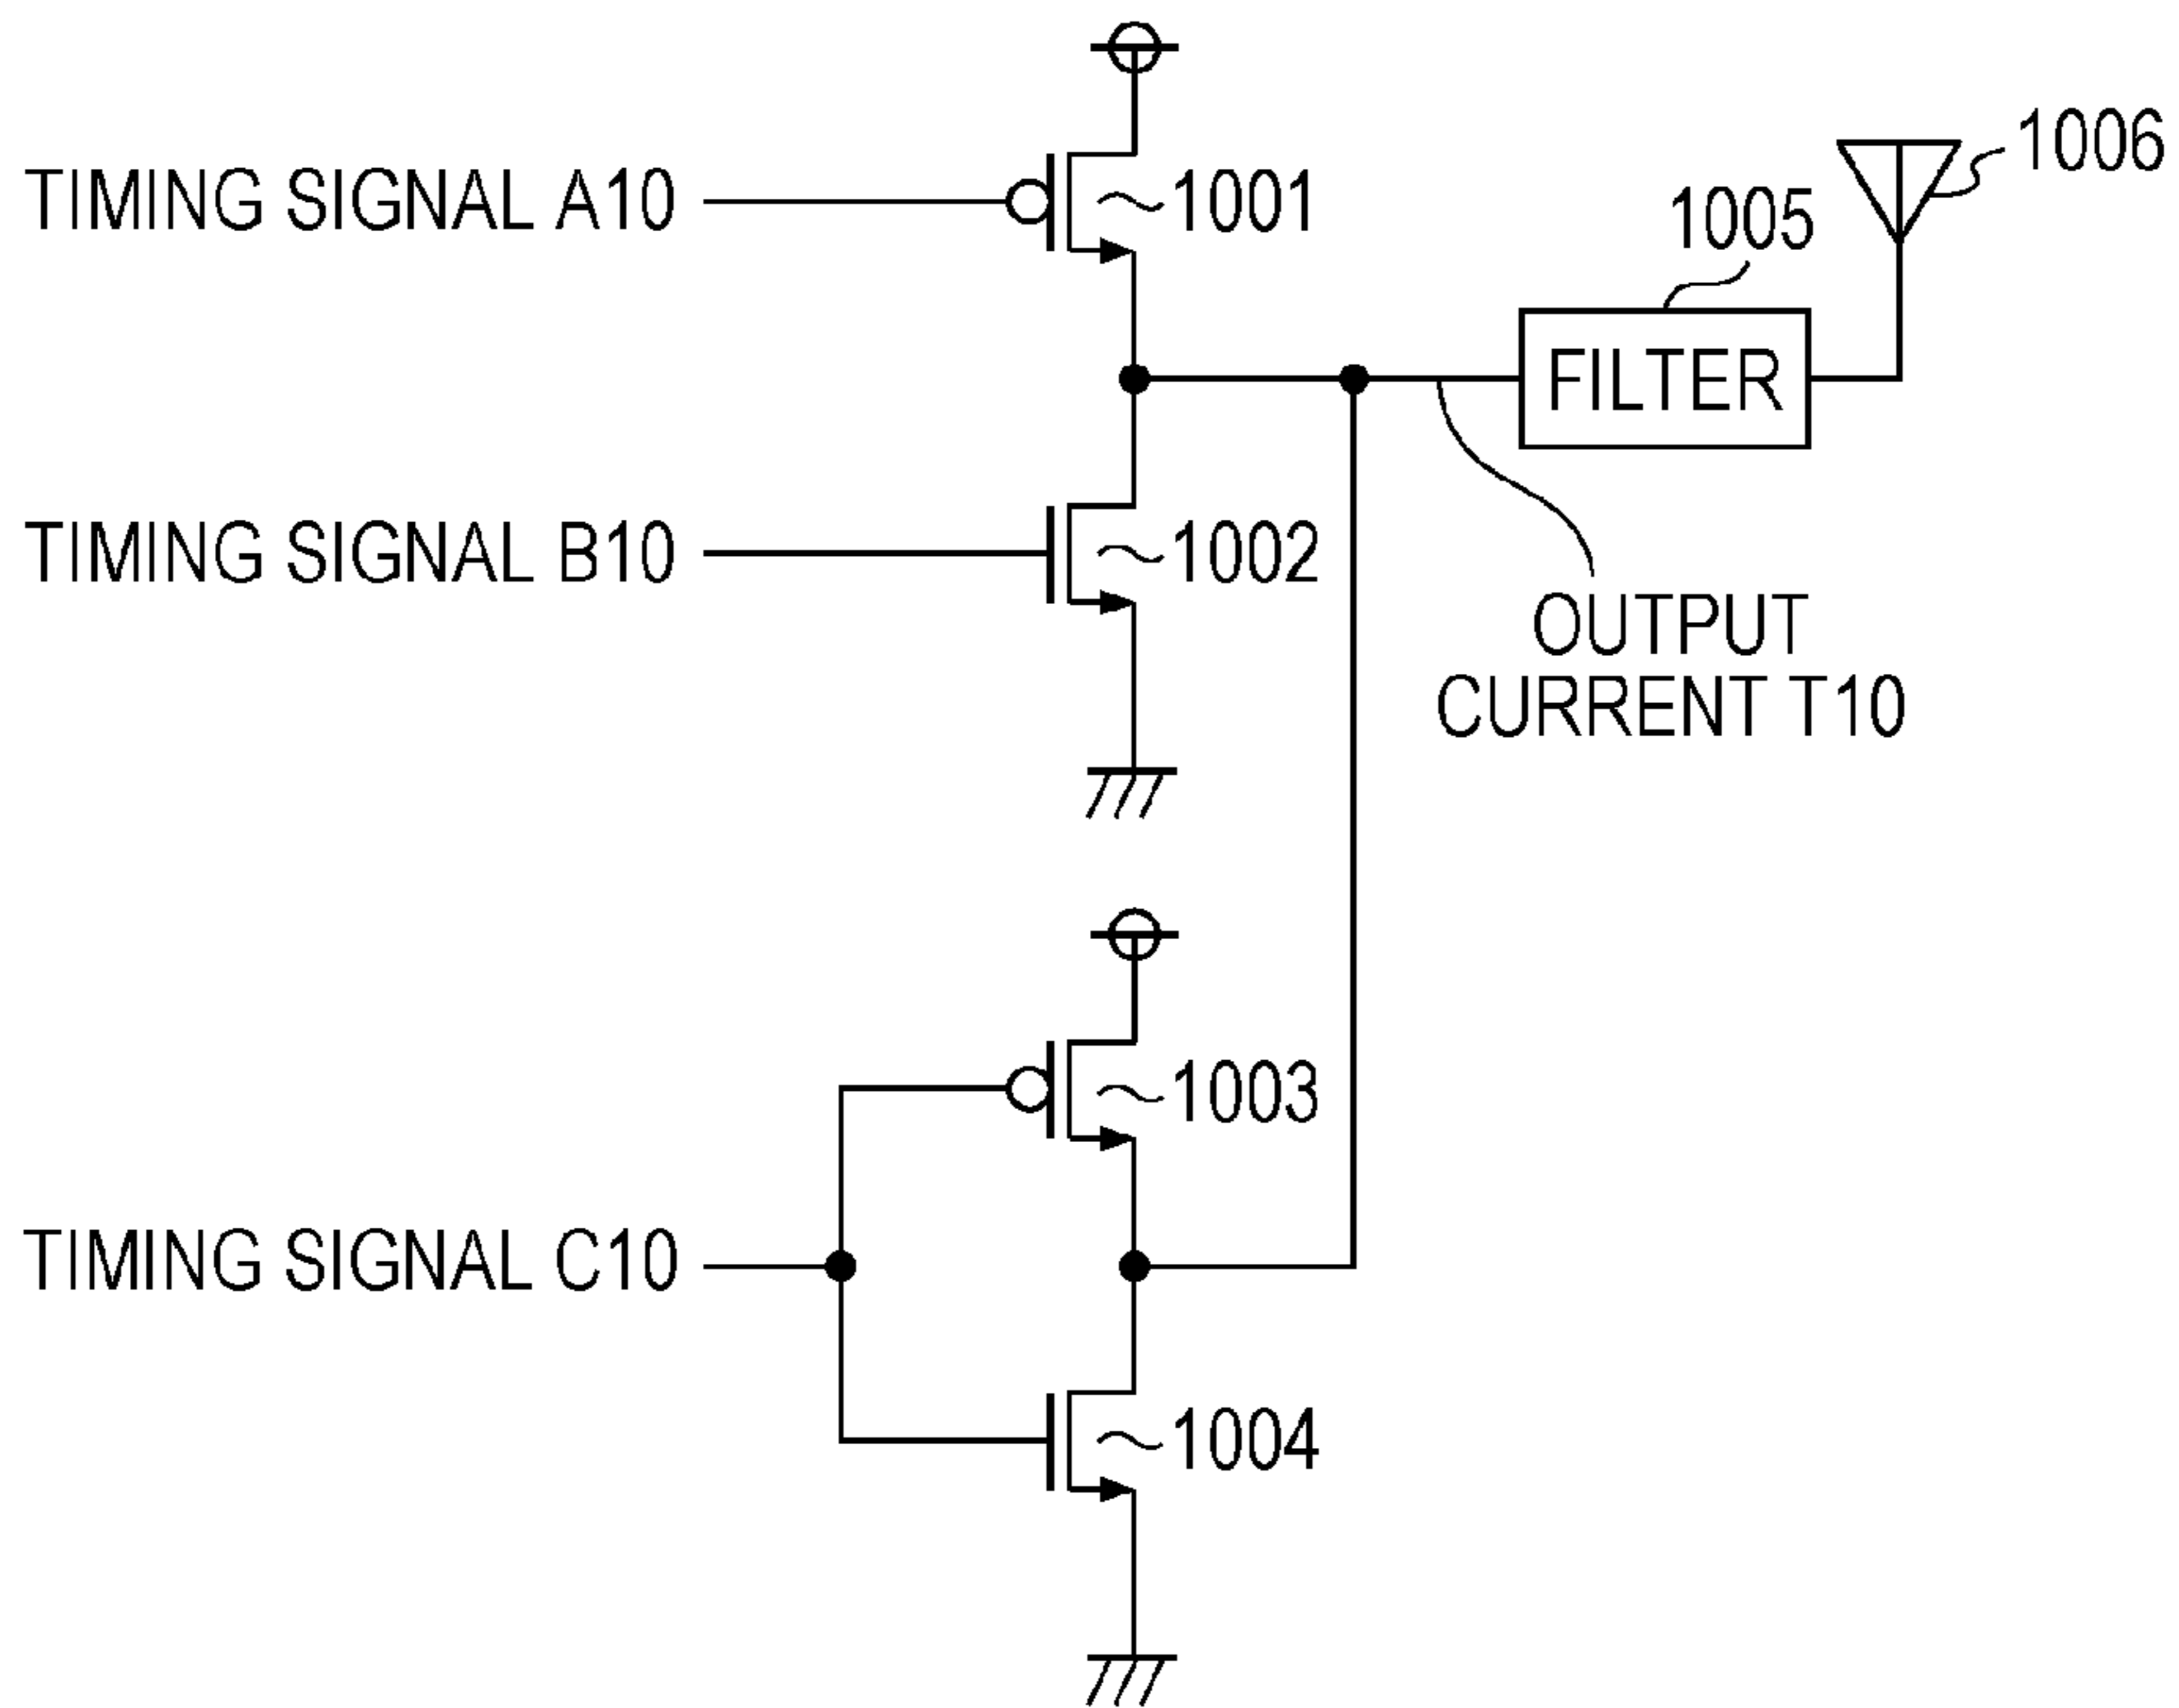 1006
TIMING SIGNAL A10
1001
1005
FILTER
TIMING SIGNAL B10
1002
OUTPUT
CURRENT T10
1003
TIMING SIGNAL C10
1004